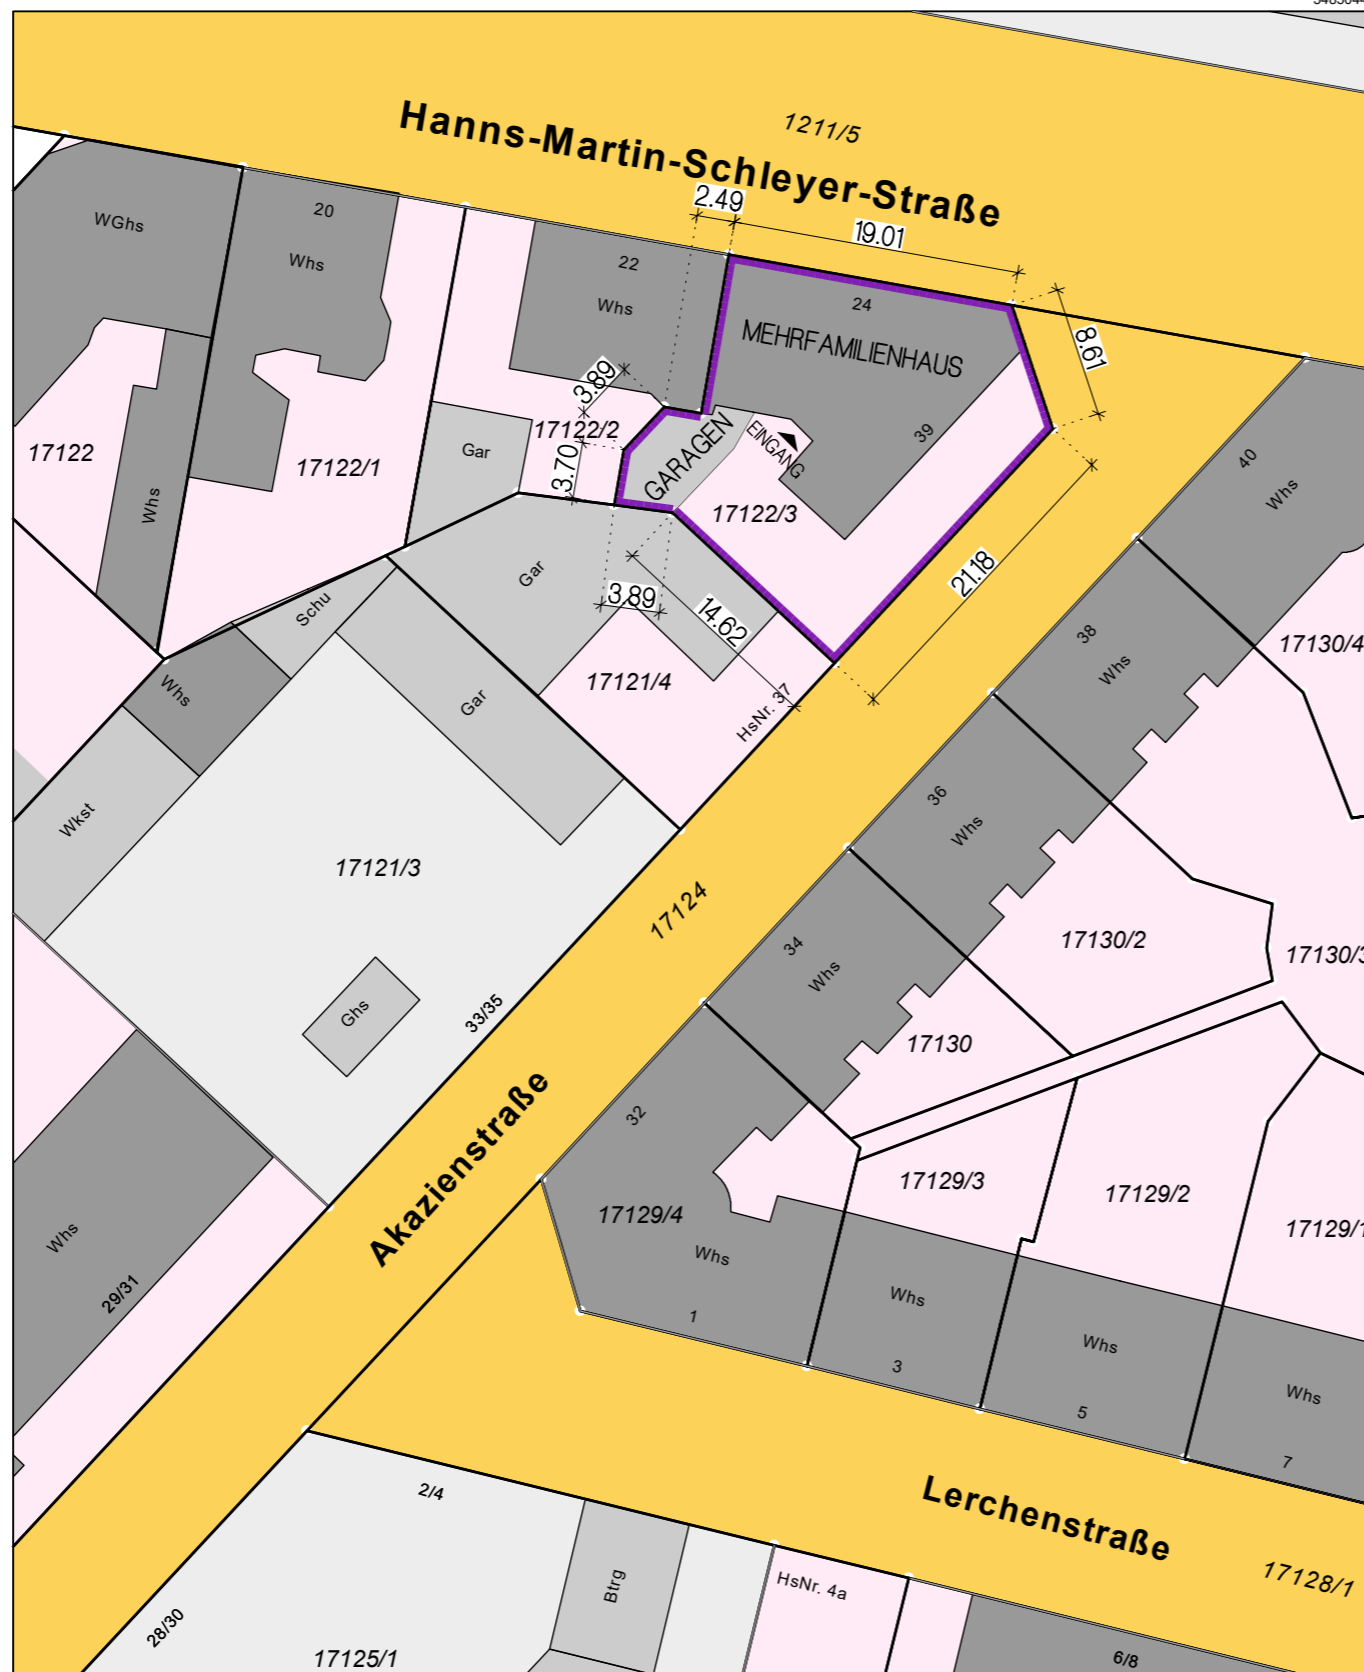 1211/5
Hanns-Martin-Schleyer-Straße
2.49
19.01
20
WGhs
Whs
22
Whs
24
MEHRFAMILIENHAUS
8.61
3.89
17122/2
GARAGEN
EINGANG
39
40
Whs
17122
17122/1
Gar
3.70
17122/3
Whs
21.18
Gar
Schu
3.89
14.62
38
Whs
17130/4
Whs
17121/4
Gar
HsNr. 37
36
Whs
Wkst
17121/3
17124
34
Whs
17130/2
17130/3
Ghs
33/35
17130
Akazienstraße
32
17129/3
17129/2
17129/1
17129/4
Whs
Whs
29/31
1
Whs
3
Whs
5
Whs
7
2/4
Lerchenstraße
17128/1
Btrg
HsNr. 4a
28/30
17125/1
6/8